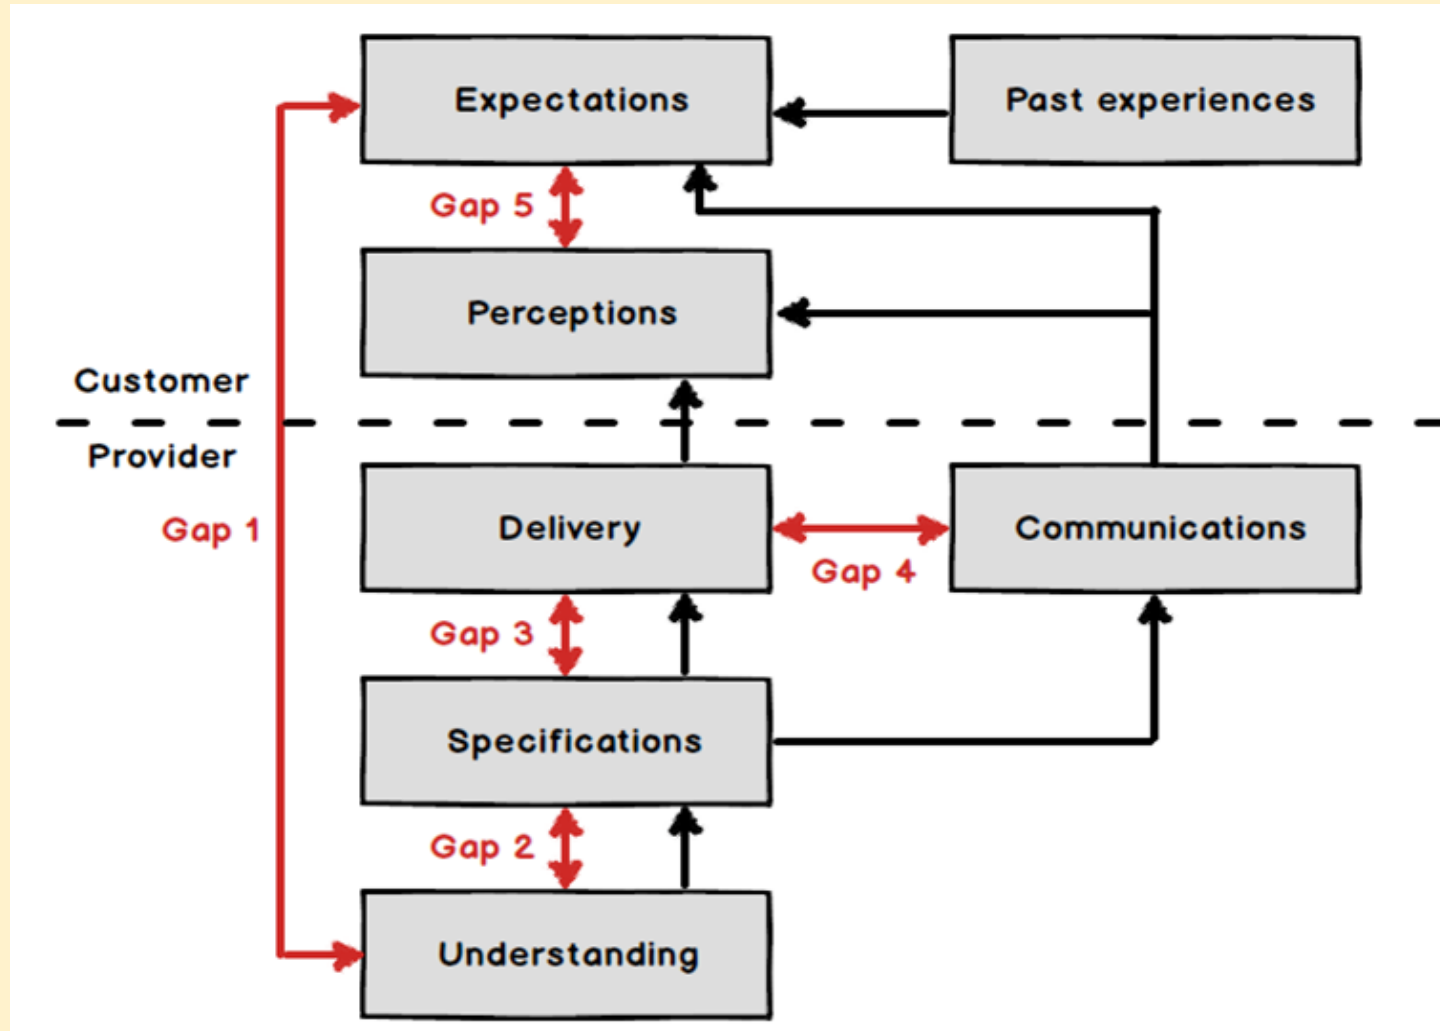 Expectations
Past experiences
Gap 5
Perceptions
Customer
Provider
Gap 1
Delivery
Communications
Gap 4
Gap 3
Specifications
Gap 2
Understanding